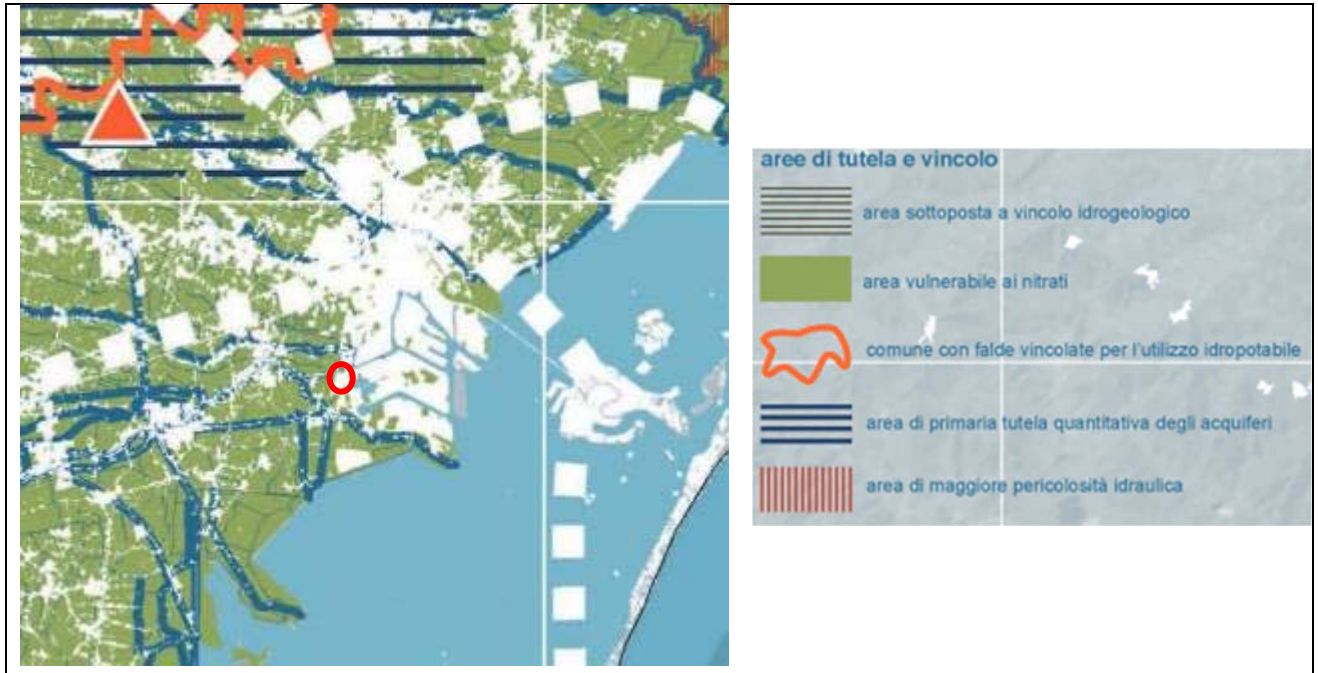 aree di tutela e vincolo
area sottoposta a vincolo idrogeologico
area vulnerabile ai nitrati
comune con falde vincolate per l'utilizzo idropotabile
area di primaria tutela quantitativa degli acquiferi
area di maggiore pericolosità idraulica